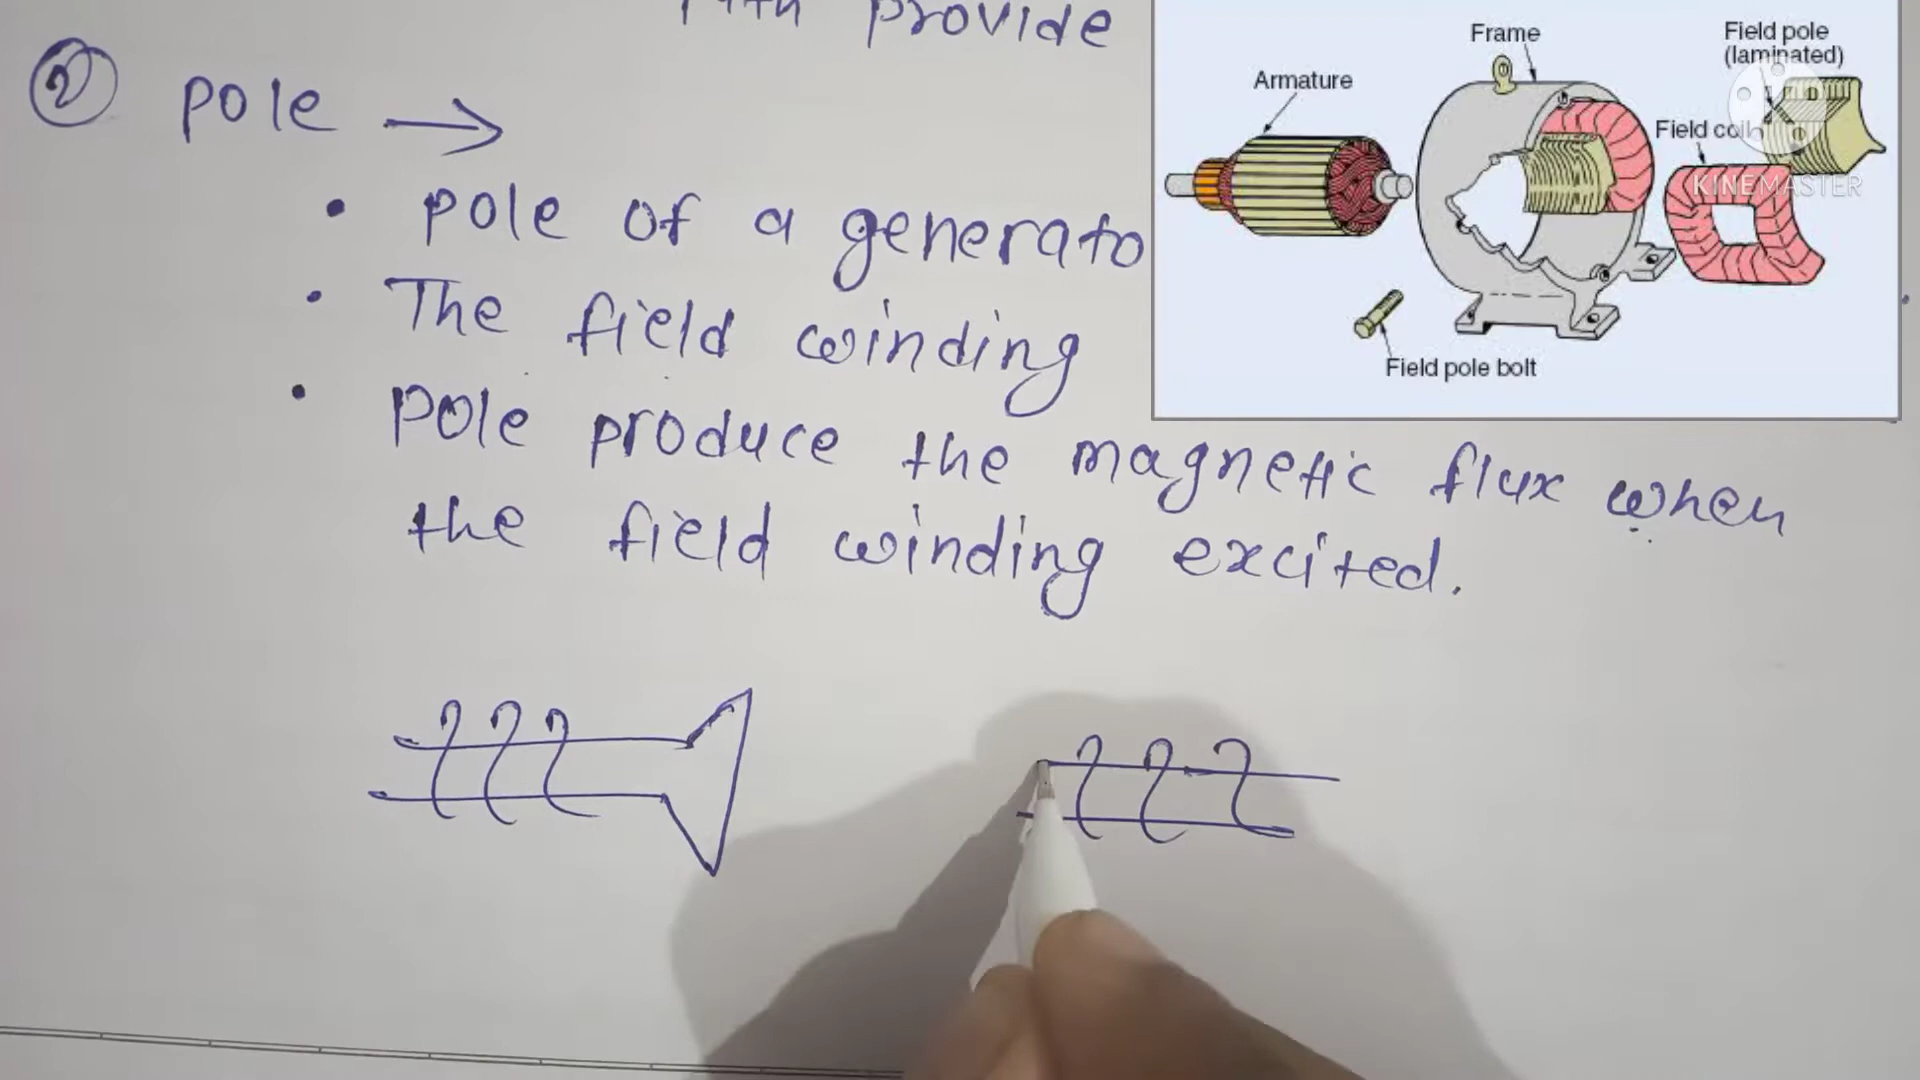 provide
2 pole →
• pole of a generato
• The field winding
• Pole produce the magnetic flux when
the field winding excited.
Frame
Field pole
(laminated)
Armature
Field coil
KINEMASTER
Field pole bolt